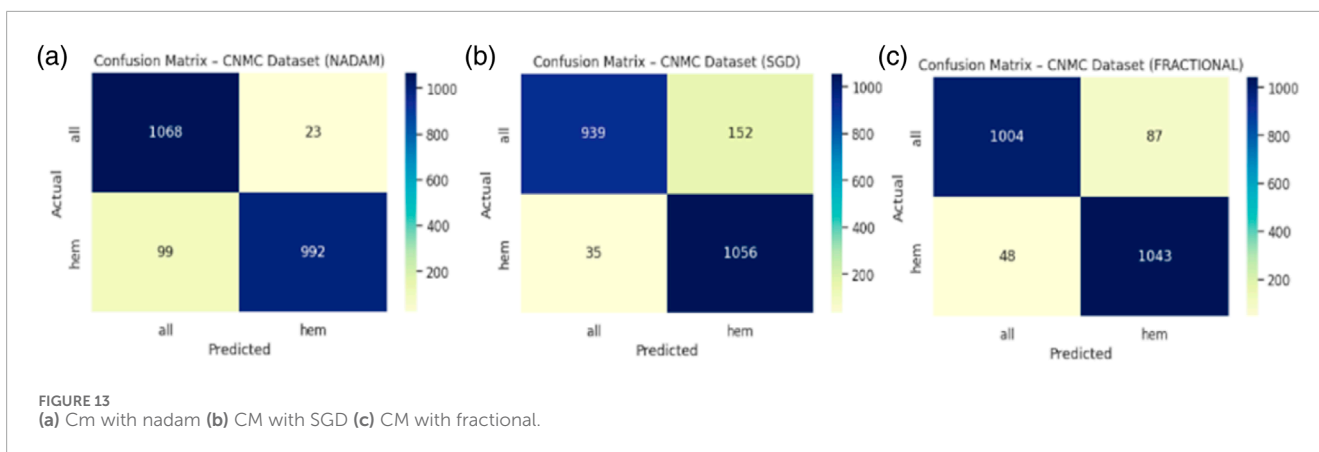 (a)
Confusion Matrix – CNMC Dataset (NADAM)
Actual
all
hem
1068
23
99
992
all
hem
Predicted
1000
800
600
400
200
(b)
Confusion Matrix – CNMC Dataset (SGD)
Actual
all
hem
939
152
35
1056
all
hem
Predicted
1000
800
600
400
200
(c)
Confusion Matrix – CNMC Dataset (FRACTIONAL)
Actual
all
hem
1004
87
48
1043
all
hem
Predicted
1000
800
600
400
200
FIGURE 13
(a) Cm with nadam (b) CM with SGD (c) CM with fractional.